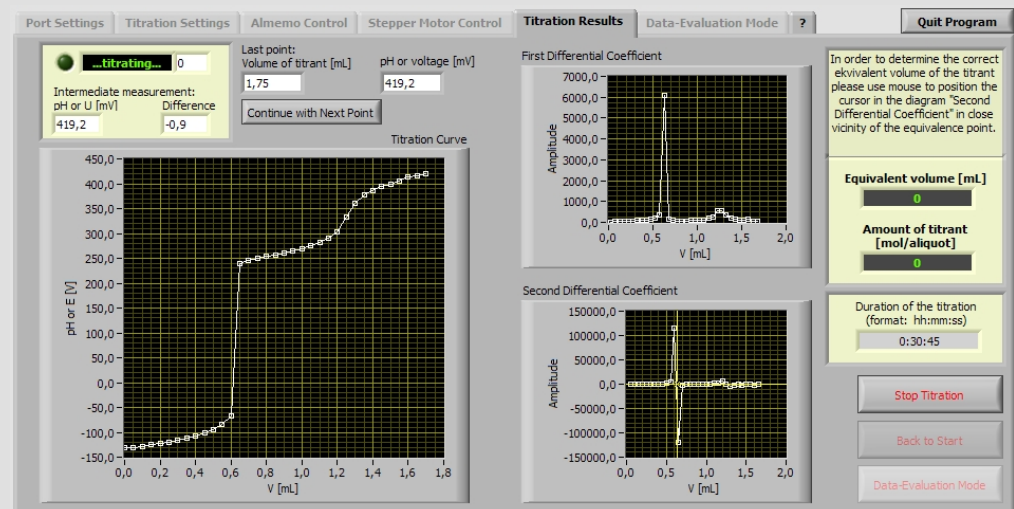 Port Settings Titration Settings Almemo Control Stepper Motor Control Titration Results Data-Evaluation Mode ? Quit Program
...titrating... 0
Intermediate measurement:
pH or U [mV] Difference
419,2 -0,9
Last point:
Volume of titrant [mL] pH or voltage [mV]
1,75 419,2
Continue with Next Point
Titration Curve
450,0
400,0
350,0
300,0
250,0
200,0
150,0
100,0
50,0
0,0
-50,0
-100,0
-150,0
pH or E [V]
0,0 0,2 0,4 0,6 0,8 1,0 1,2 1,4 1,6 1,8
V [mL]
First Differential Coefficient
7000,0
6000,0
5000,0
4000,0
3000,0
2000,0
1000,0
0,0
Amplitude
0,0 0,5 1,0 1,5 2,0
V [mL]
Second Differential Coefficient
150000,0
100000,0
50000,0
0,0
-50000,0
-100000,0
-150000,0
Amplitude
0,0 0,5 1,0 1,5 2,0
V [mL]
In order to determine the correct
ekvivalent volume of the titrant
please use mouse to position the
cursor in the diagram "Second
Differential Coefficient" in close
vicinity of the equivalence point.
Equivalent volume [mL]
0
Amount of titrant
[mol/aliquot]
0
Duration of the titration
(format: hh:mm:ss)
0:30:45
Stop Titration
Back to Start
Data-Evaluation Mode